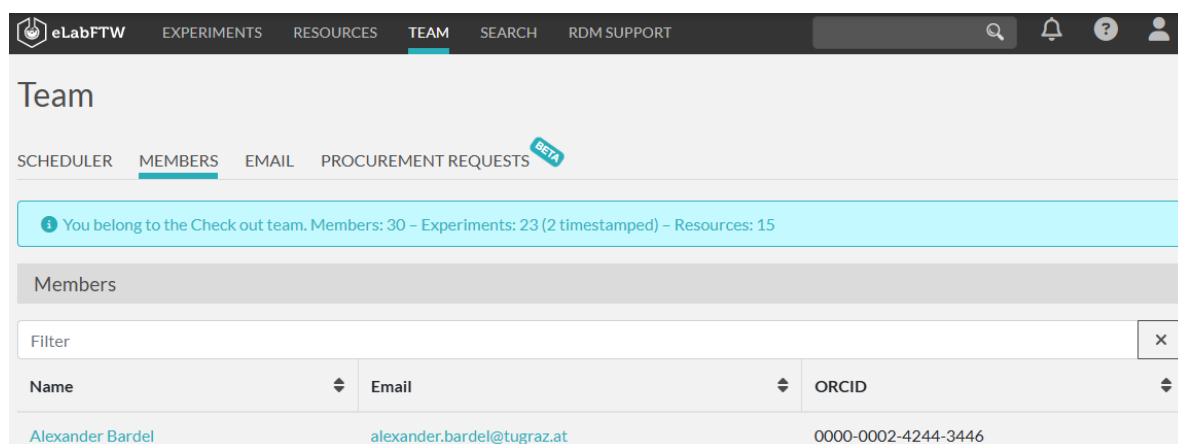 eLabFTW EXPERIMENTS RESOURCES TEAM SEARCH RDM SUPPORT
Team
SCHEDULER MEMBERS EMAIL PROCUREMENT REQUESTS BETA
You belong to the Check out team. Members: 30 – Experiments: 23 (2 timestamped) – Resources: 15
Members
Filter
Name Email ORCID
Alexander Bardel alexander.bardel@tugraz.at 0000-0002-4244-3446